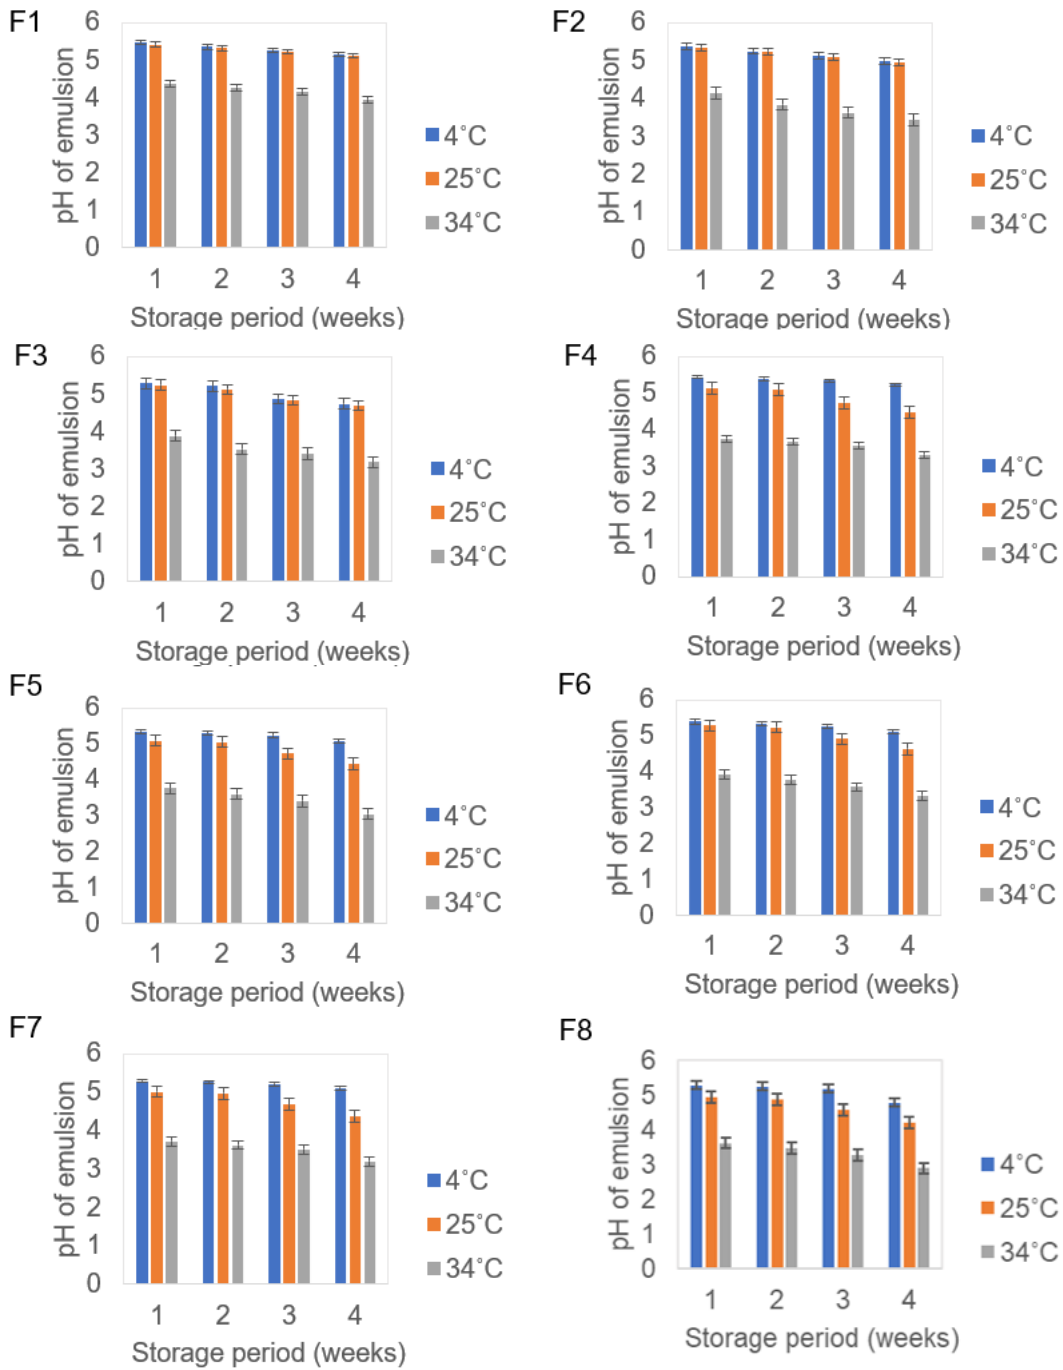 F1
pH of emulsion
6
5
4
3
2
1
0
1 2 3 4
Storage period (weeks)
4˚C
25˚C
34˚C
F2
pH of emulsion
6
5
4
3
2
1
0
1 2 3 4
Storage period (weeks)
4˚C
25˚C
34˚C
F3
pH of emulsion
6
5
4
3
2
1
0
1 2 3 4
Storage period (weeks)
4˚C
25˚C
34˚C
F4
pH of emulsion
6
5
4
3
2
1
0
1 2 3 4
Storage period (weeks)
4˚C
25˚C
34˚C
F5
pH of emulsion
6
5
4
3
2
1
0
1 2 3 4
Storage period (weeks)
4˚C
25˚C
34˚C
F6
pH of emulsion
6
5
4
3
2
1
0
1 2 3 4
Storage period (weeks)
4˚C
25˚C
34˚C
F7
pH of emulsion
6
5
4
3
2
1
0
1 2 3 4
Storage period (weeks)
4˚C
25˚C
34˚C
F8
pH of emulsion
6
5
4
3
2
1
0
1 2 3 4
Storage period (weeks)
4˚C
25˚C
34˚C